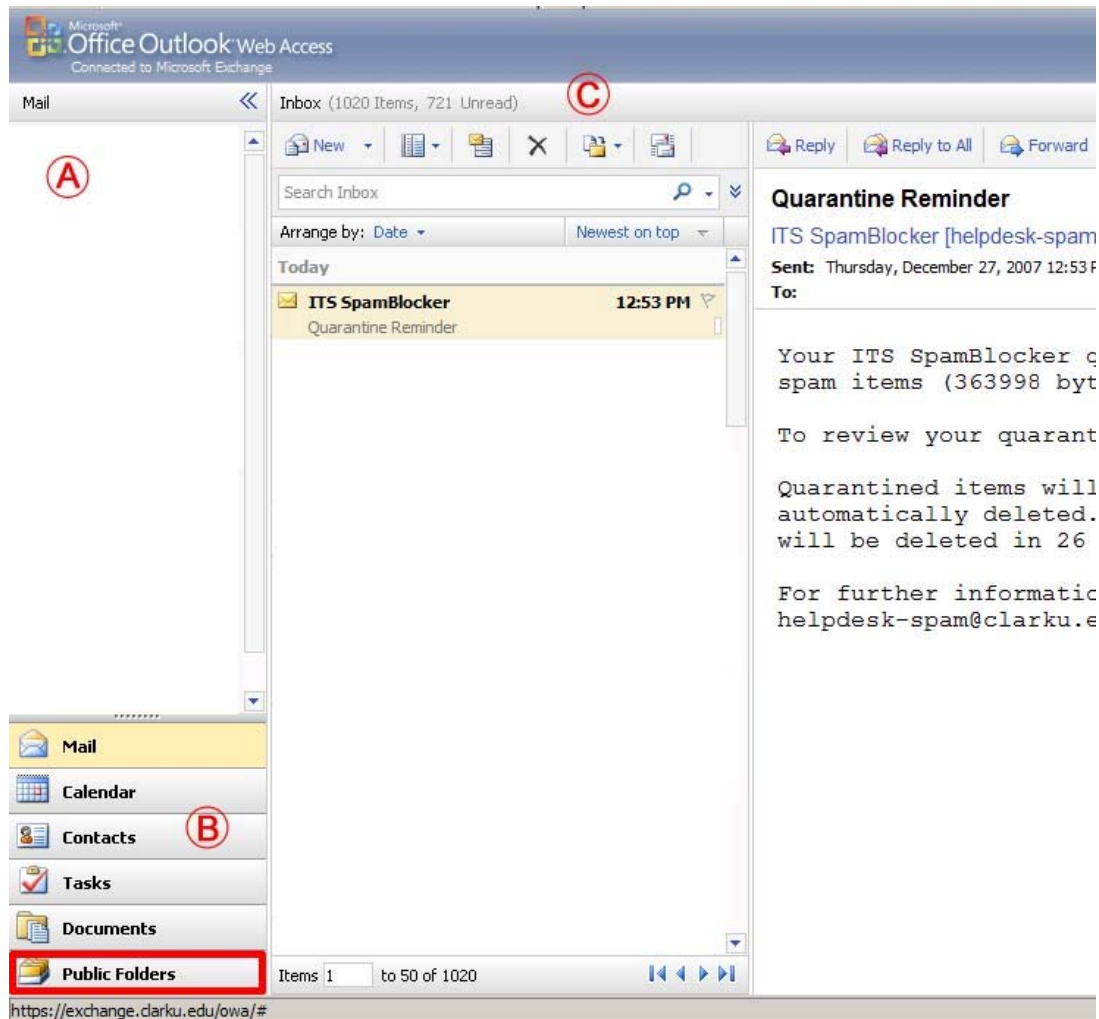 Microsoft®
Office Outlook® Web Access
Connected to Microsoft Exchange
Mail
A
Mail
Calendar
Contacts
B
Tasks
Documents
Public Folders
https://exchange.clarku.edu/owa/#
Inbox (1020 Items, 721 Unread)
C
New
Search Inbox
Arrange by: Date
Newest on top
Today
ITS SpamBlocker 12:53 PM
Quarantine Reminder
Items 1 to 50 of 1020
Reply Reply to All Forward
Quarantine Reminder
ITS SpamBlocker [helpdesk-spam
Sent: Thursday, December 27, 2007 12:53
To:
Your ITS SpamBlocker
spam items (363998 byt
To review your quarant
Quarantined items will
automatically deleted.
will be deleted in 26
For further informatic
helpdesk-spam@clarku.e